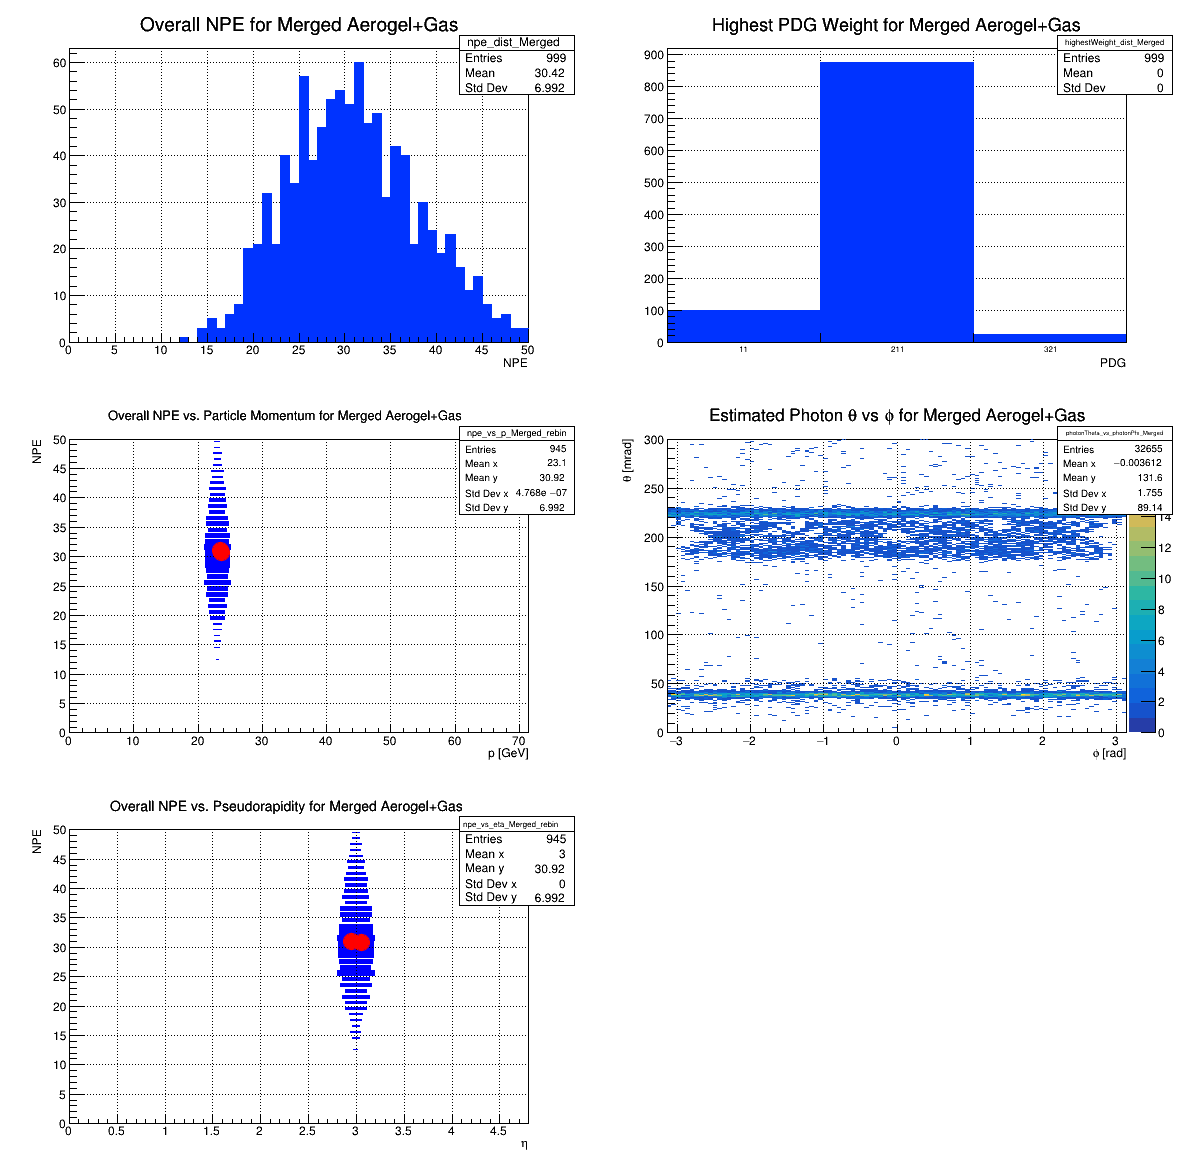 Overall NPE for Merged Aerogel+Gas
npe_dist_Merged
Entries 999
Mean 30.42
Std Dev 6.992
60
50
40
30
20
10
0
0 5 10 15 20 25 30 35 40 45 50
NPE
Highest PDG Weight for Merged Aerogel+Gas
highestWeight_dist_Merged
Entries 999
Mean 0
Std Dev 0
900
800
700
600
500
400
300
200
100
0
11 211 321
PDG
Overall NPE vs. Particle Momentum for Merged Aerogel+Gas
npe_vs_p_Merged_rebin
Entries 945
Mean x 23.1
Mean y 30.92
Std Dev x 4.768e −07
Std Dev y 6.992
NPE
50
45
40
35
30
25
20
15
10
5
0
0 10 20 30 40 50 60 70
p [GeV]
Estimated Photon θ vs ϕ for Merged Aerogel+Gas
photonTheta_vs_photonPhi_Merged
Entries 32655
Mean x −0.003612
Mean y 131.6
Std Dev x 1.755
Std Dev y 89.14
θ [mrad]
300
250
200
150
100
50
0
−3 −2 −1 0 1 2 3
ϕ [rad]
14
12
10
8
6
4
2
0
Overall NPE vs. Pseudorapidity for Merged Aerogel+Gas
npe_vs_eta_Merged_rebin
Entries 945
Mean x 3
Mean y 30.92
Std Dev x 0
Std Dev y 6.992
NPE
50
45
40
35
30
25
20
15
10
5
0
0 0.5 1 1.5 2 2.5 3 3.5 4 4.5
η